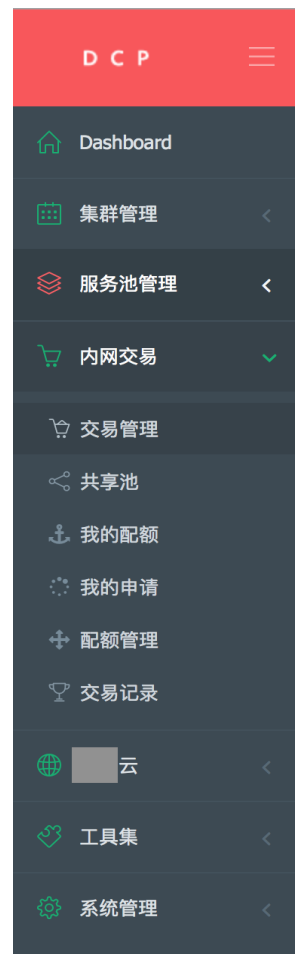 D C P
Dashboard
集群管理
服务池管理
内网交易
交易管理
共享池
我的配额
我的申请
配额管理
交易记录
云
工具集
系统管理